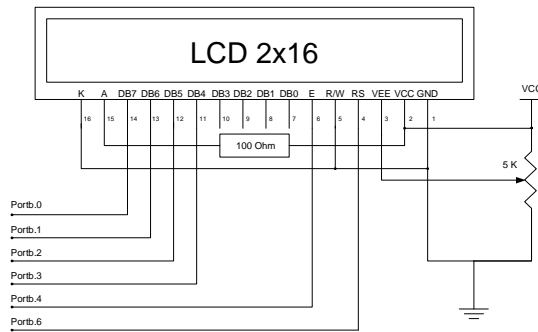 LCD 2x16
K A DB7 DB6 DB5 DB4 DB3 DB2 DB1 DB0 E R/W RS VEE VCC GND
16 15 14 13 12 11 10 9 8 7 6 5 4 3 2 1
VCC
100 Ohm
5 K
Portb.0
Portb.1
Portb.2
Portb.3
Portb.4
Portb.6